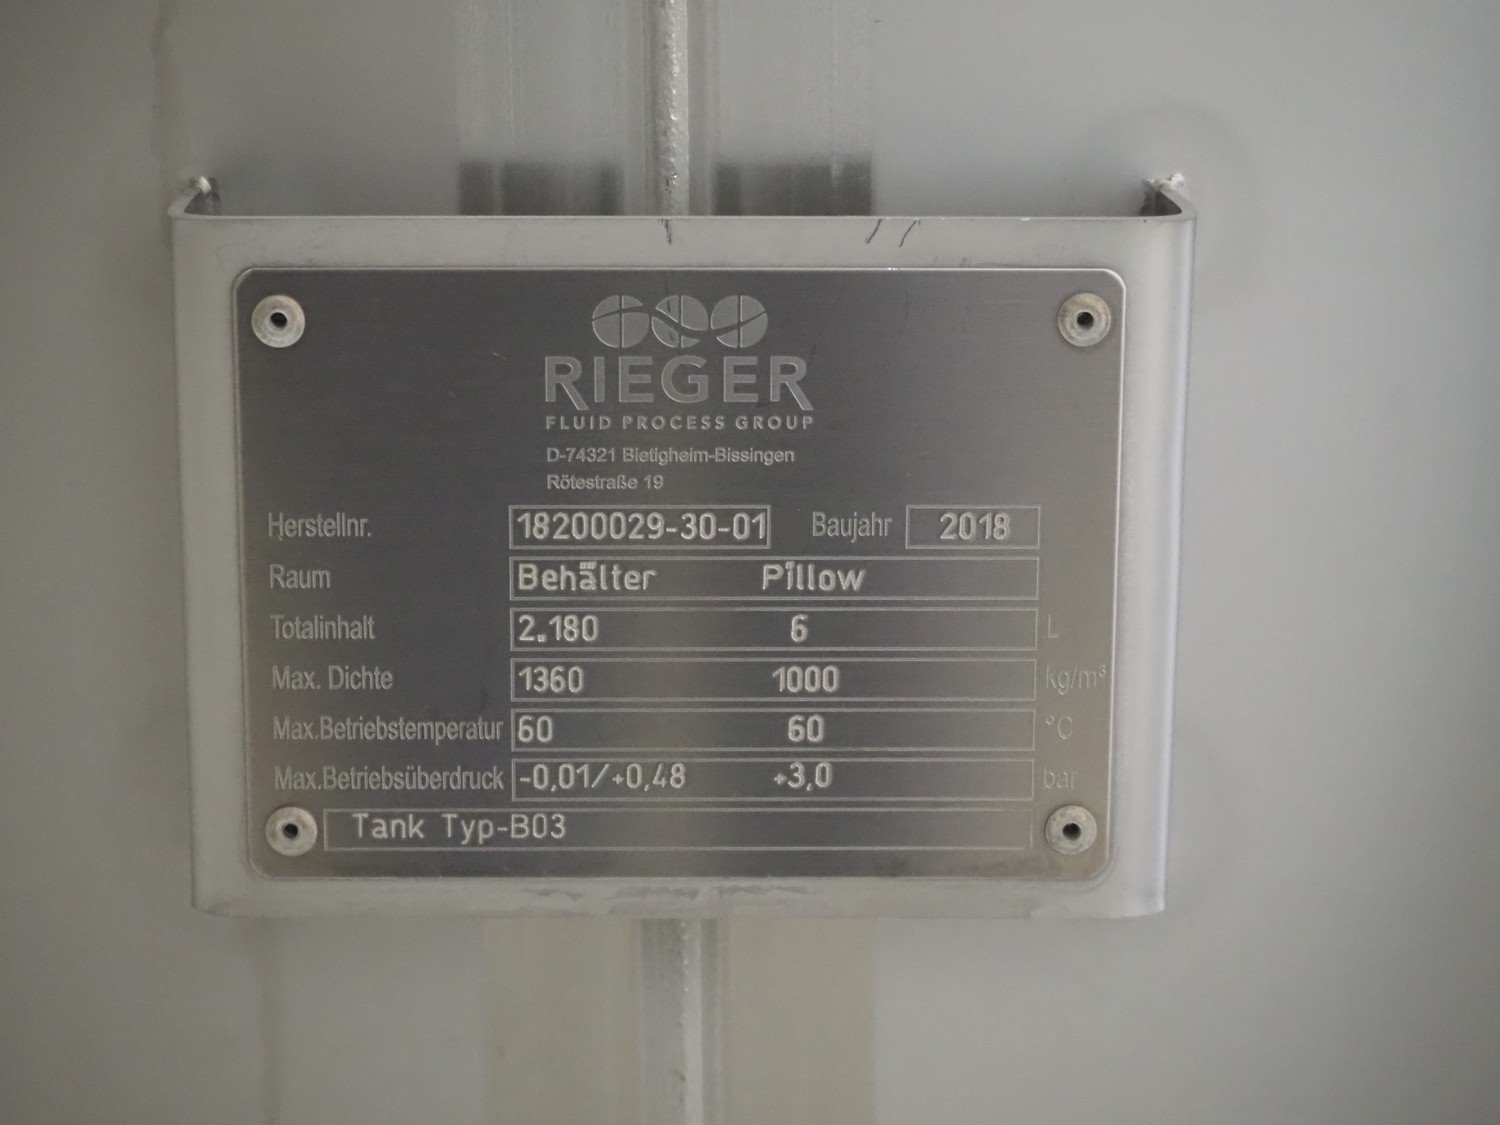 RIEGER
FLUID PROCESS GROUP
D-74321 Bietigheim-Bissingen
Rötestraße 19
Herstellnr. 18200029-30-01 Baujahr 2018
Raum Behälter Pillow
Totalinhalt 2.180 6 L
Max. Dichte 1360 1000 kg/m³
Max.Betriebstemperatur 60 60 °C
Max.Betriebsüberdruck -0,01/+0,48 +3,0 bar
Tank Typ-B03